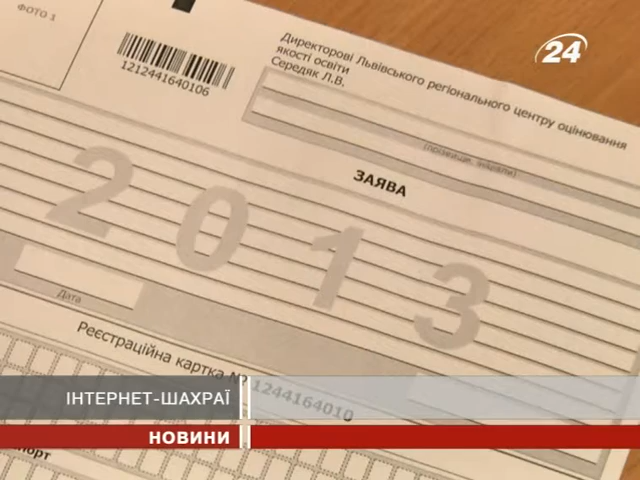 ФОТО 1
1212441640106
Директорові Львівського регіонального центру оцінювання
якості освіти
Середяк Л.В.
24
(прізвище,
ЗАЯВА
2013
Дата
Реєстраційна картка №
1244164010
ІНТЕРНЕТ-ШАХРАЇ
НОВИНИ